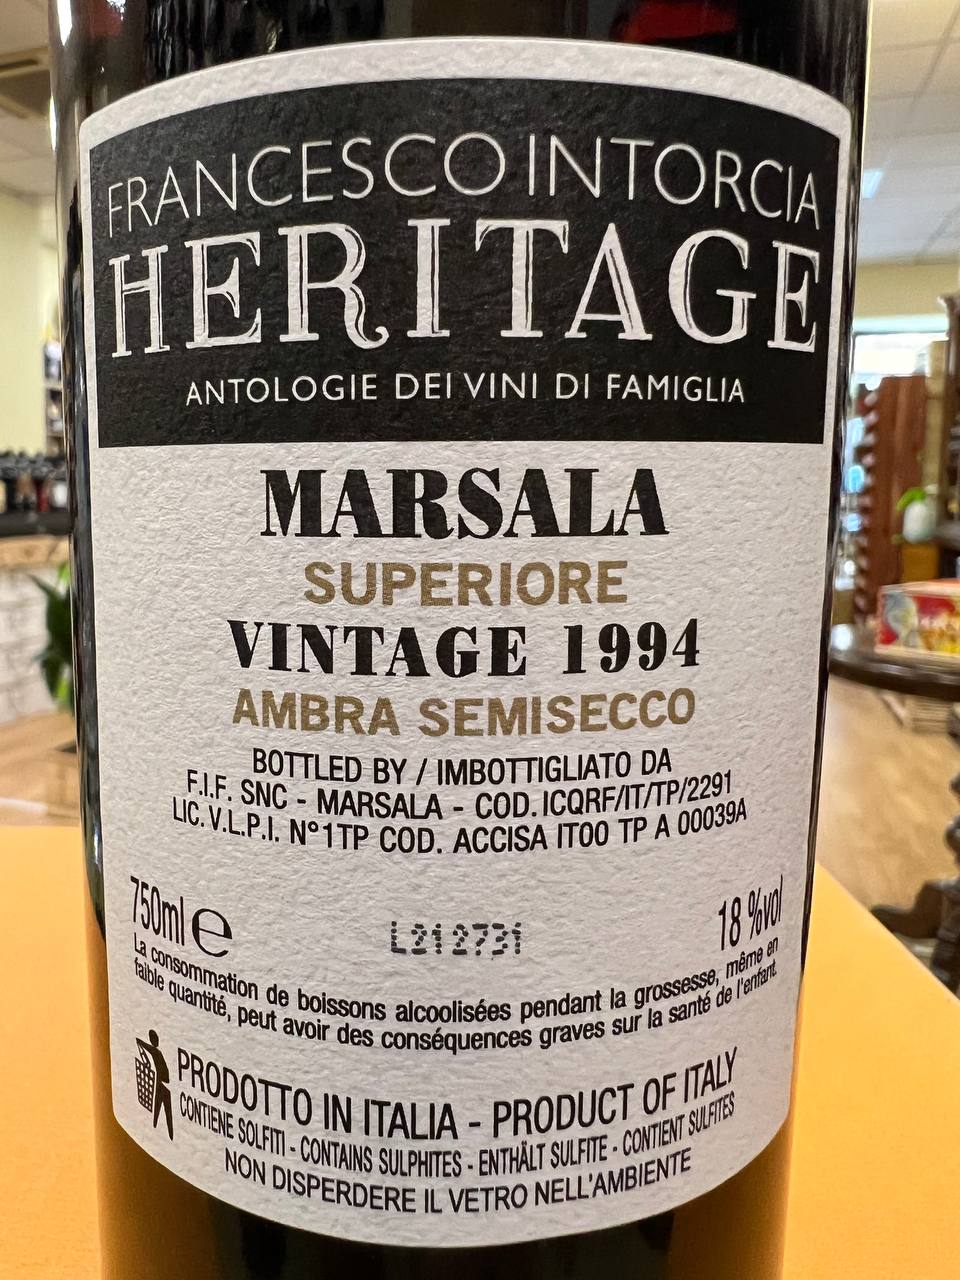 FRANCESCO INTORCIA
HERITAGE
ANTOLOGIE DEI VINI DI FAMIGLIA
MARSALA
SUPERIORE
VINTAGE 1994
AMBRA SEMISECCO
BOTTLED BY / IMBOTTIGLIATO DA
F.I.F. SNC - MARSALA - COD. ICQRF/IT/TP/2291
LIC. V.L.P.I. N°1TP COD. ACCISA IT00 TP A 00039A
750ml e
L212731
18 %vol
La consommation de boissons alcoolisées pendant la grossesse, même en
faible quantité, peut avoir des conséquences graves sur la santé de l'enfant.
PRODOTTO IN ITALIA - PRODUCT OF ITALY
CONTIENE SOLFITI - CONTAINS SULPHITES - ENTHÄLT SULFITE - CONTIENT SULFITES
NON DISPERDERE IL VETRO NELL'AMBIENTE